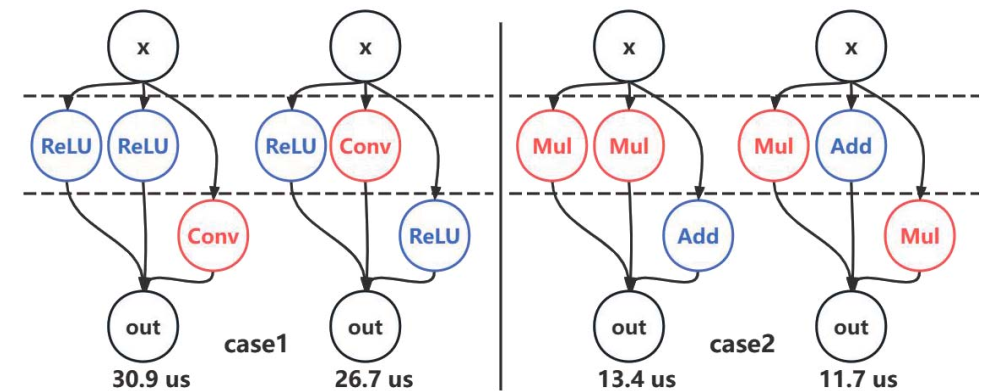 x x x x
ReLU ReLU ReLU Conv Mul Mul Mul Add
Conv ReLU Add Mul
out out out out
case1 case2
30.9 us 26.7 us 13.4 us 11.7 us